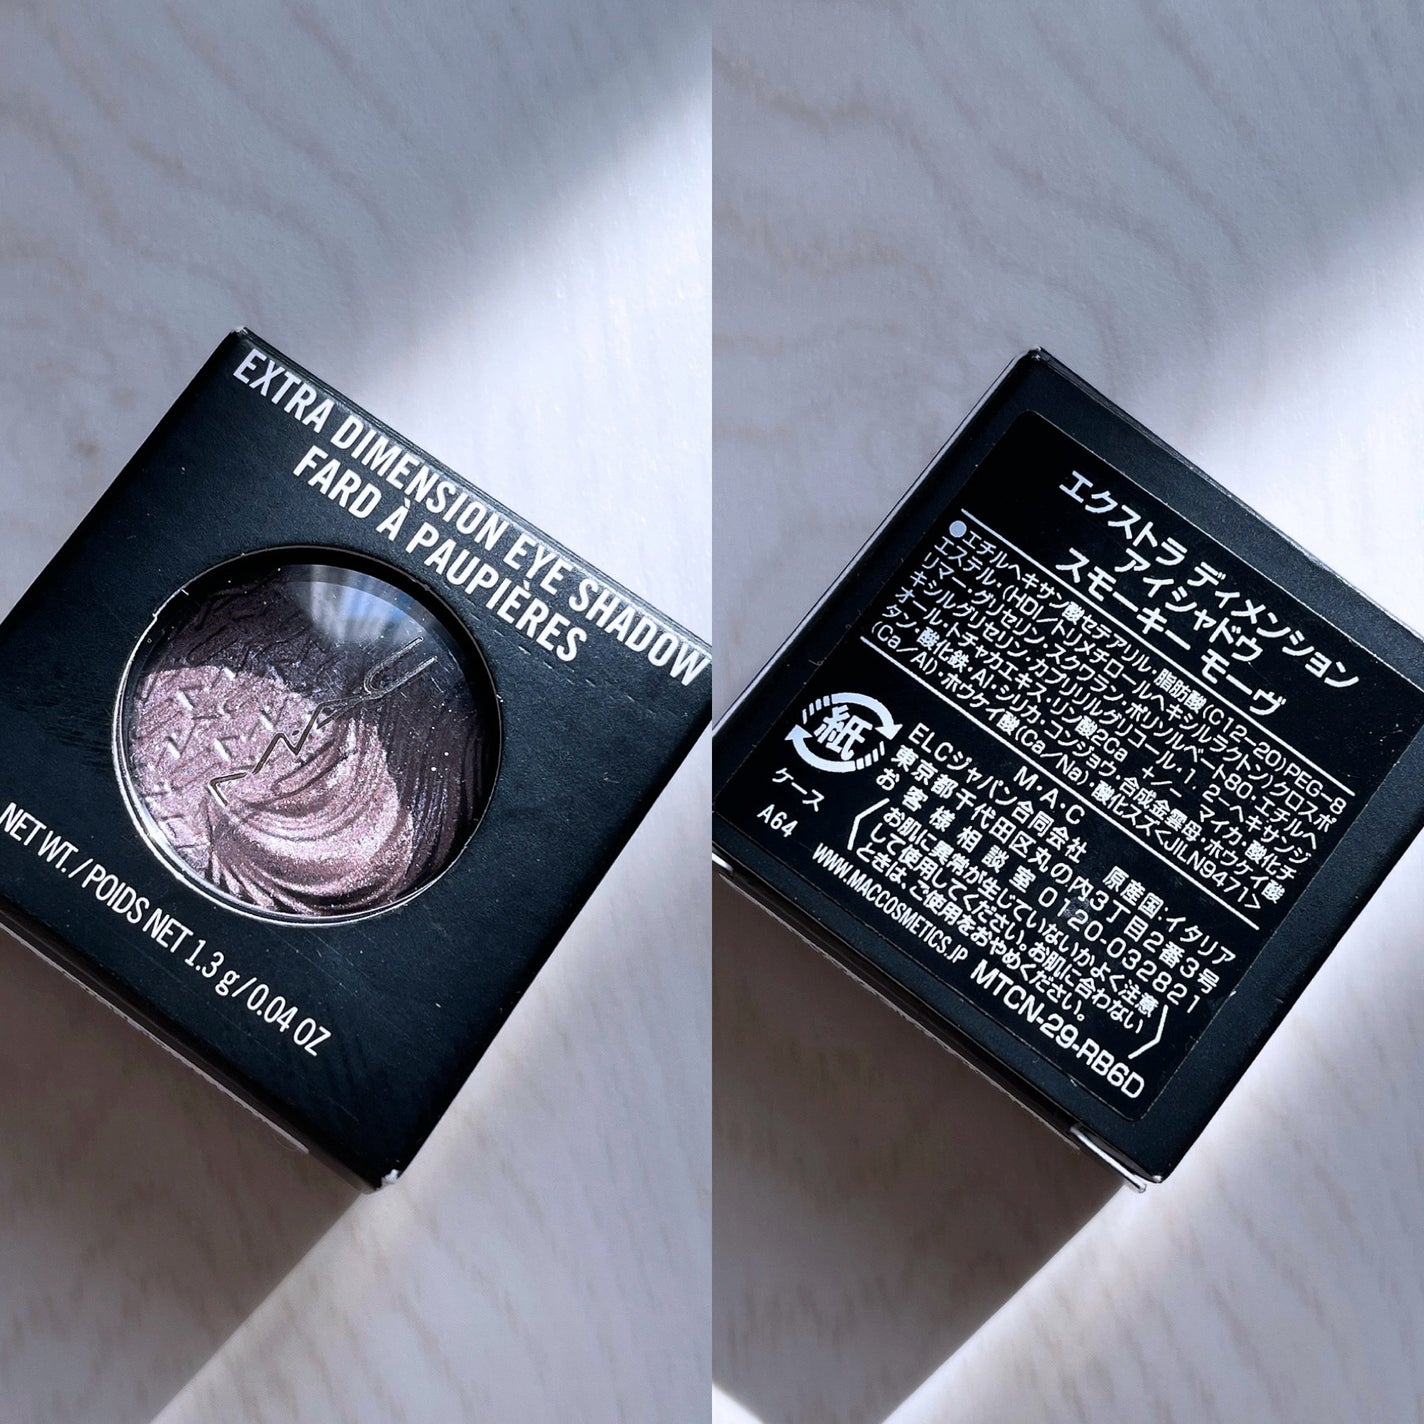 EXTRA DIMENSION EYE SHADOW
FARD À PAUPIÈRES
NET WT. / POIDS NET 1.3 g / 0.04 OZ
エクストラ ディメンション
アイシャドウ
スモーキー モーヴ
●エチルヘキサン酸セテアリル・脂肪酸(C12-20)PEG-8
エステル・(HDI/トリメチロールヘキシルラクトン)クロスポ
リマー・グリセリン・スクワラン・ポリソルベート80・エチルヘ
キシルグリセリン・カプリリルグリコール・1,2-ヘキサンジ
オール・トチャカエキス・リン酸2Ca +/- マイカ・酸化チ
タン・酸化鉄・Al・シリカ・コンジョウ・合成金雲母・ホウケイ酸
(Ca/Al)・ホウケイ酸(Ca/Na)・酸化スズ<JILN9471>
紙
ケース
A64
M・A・C 原産国:イタリア
ELCジャパン合同会社
東京都千代田区丸の内3丁目2番3号
お客様相談室 0120-032821
お肌に異常が生じていないかよく注意
して使用してください。お肌に合わない
ときは、ご使用をおやめください。
WWW.MACCOSMETICS.JP MTCN-29-RB6D